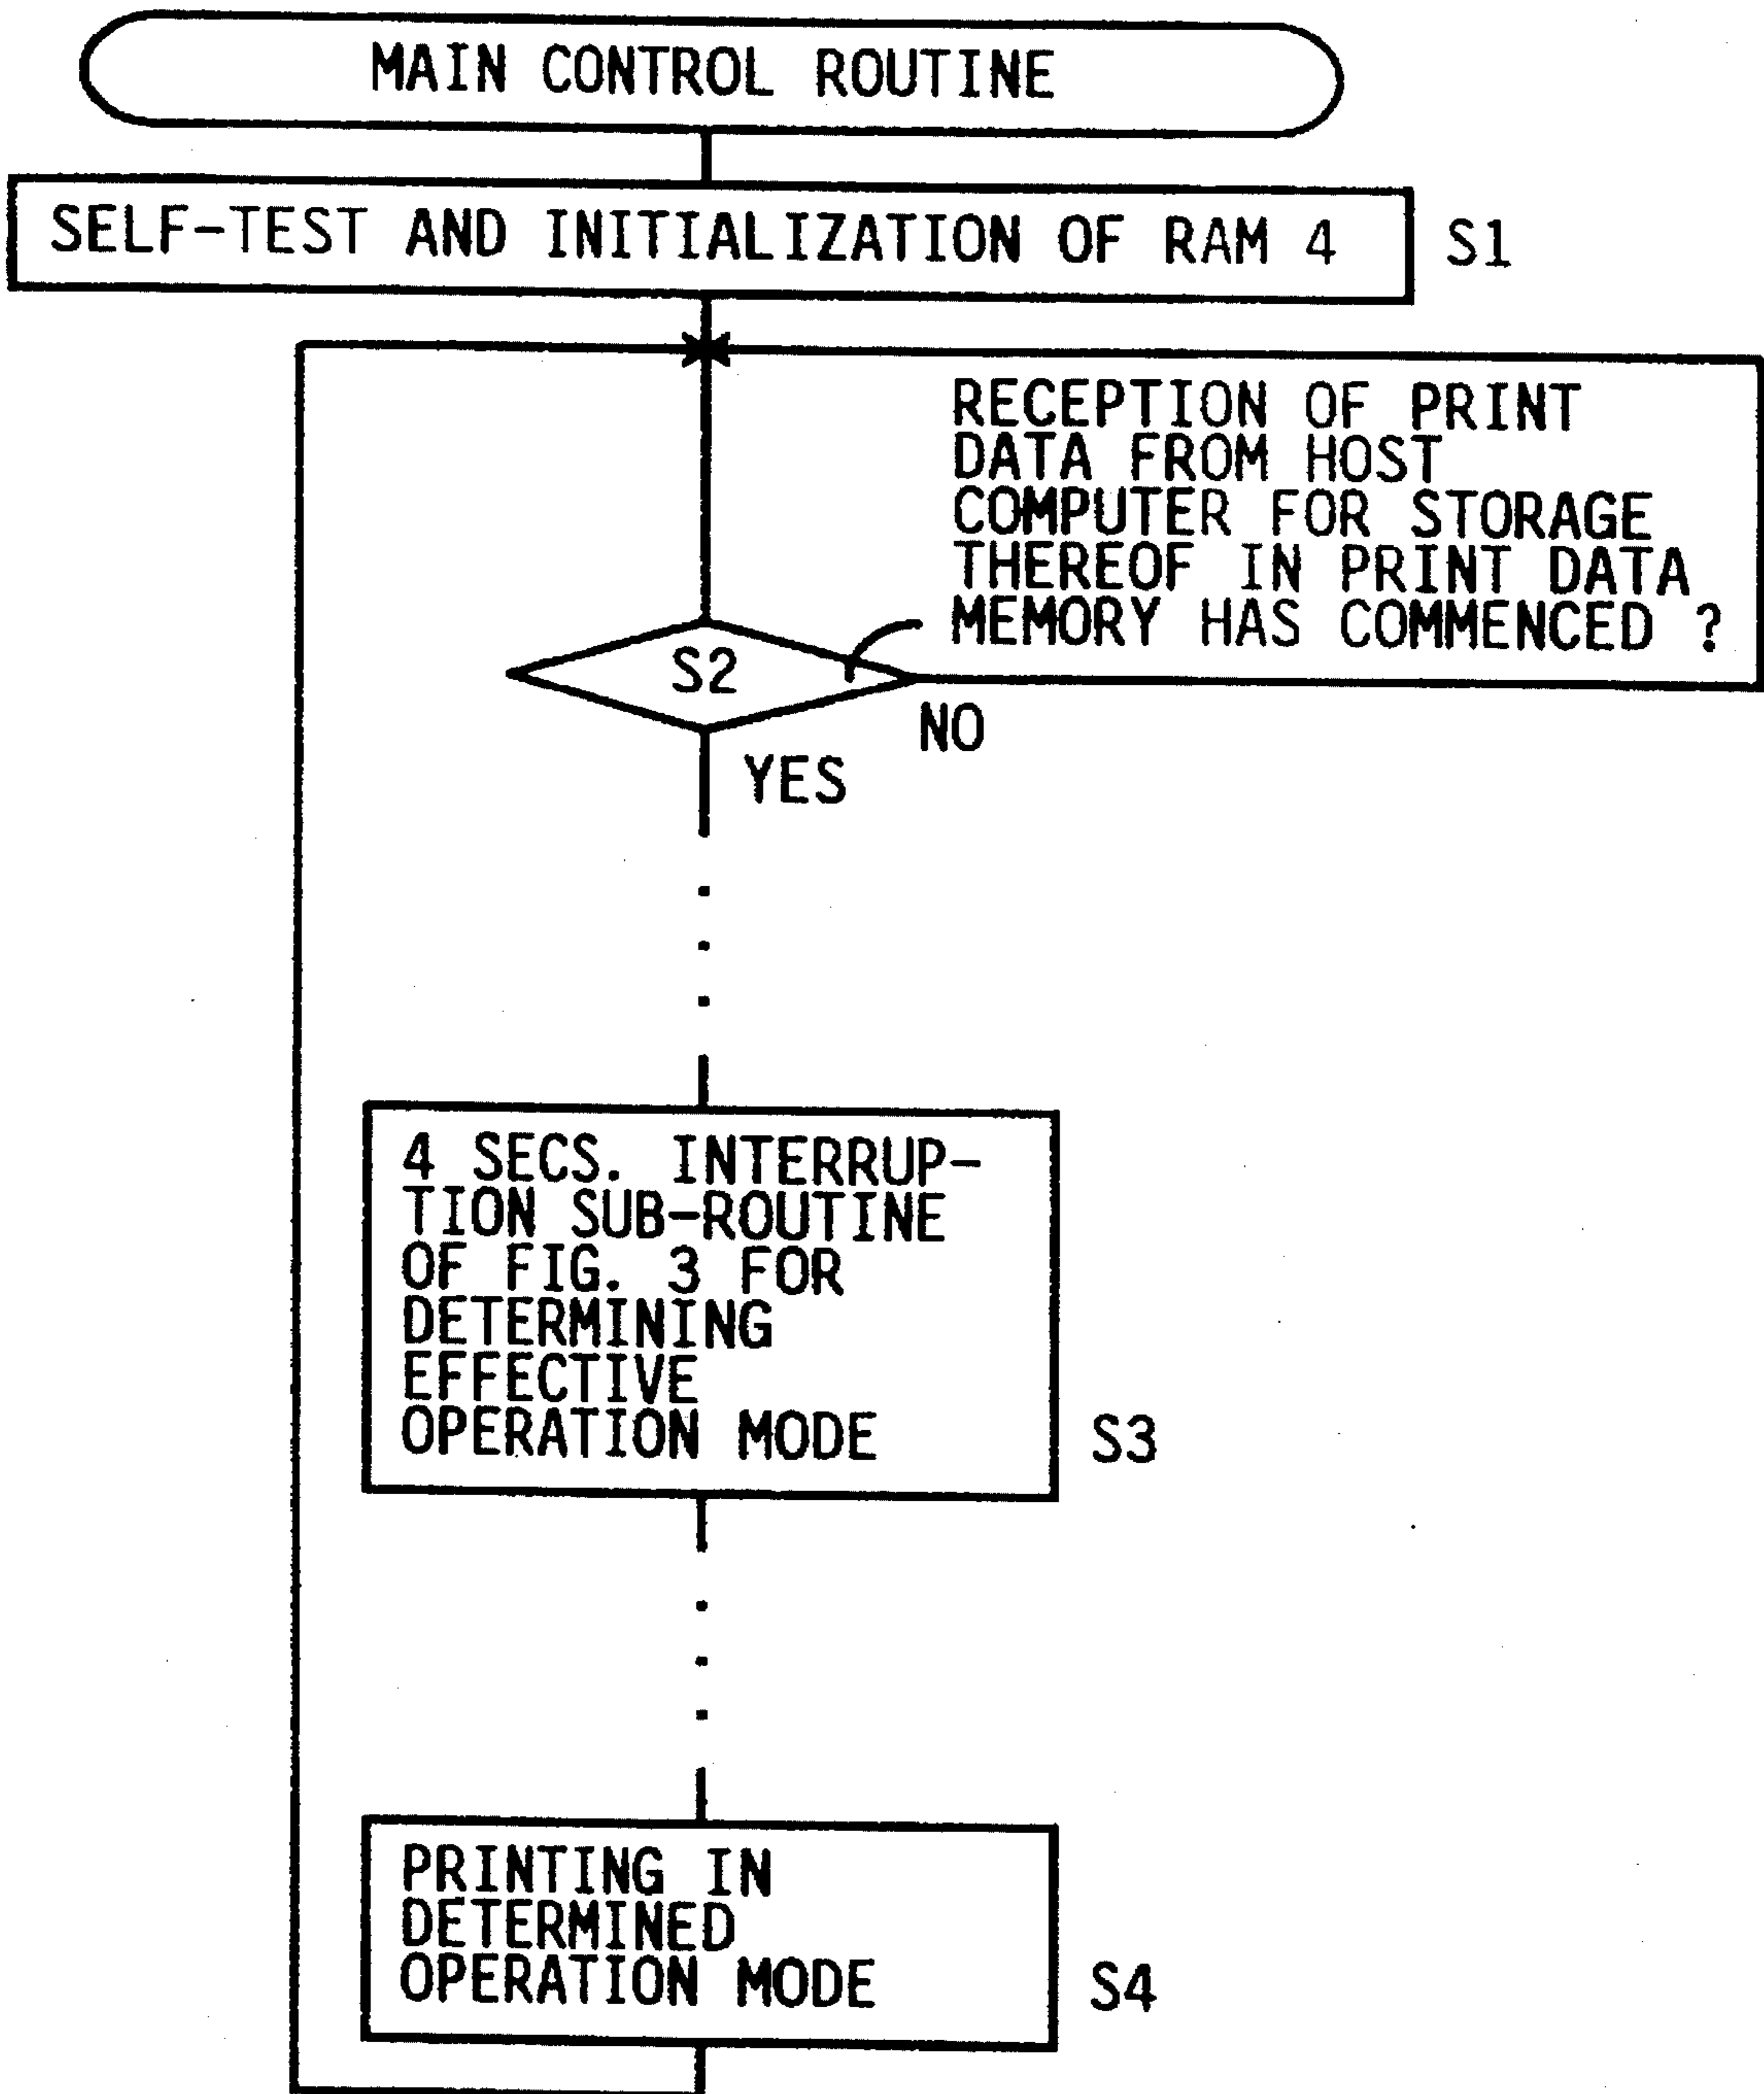 MAIN CONTROL ROUTINE
SELF-TEST AND INITIALIZATION OF RAM 4
S1
RECEPTION OF PRINT
DATA FROM HOST
COMPUTER FOR STORAGE
THEREOF IN PRINT DATA
MEMORY HAS COMMENCED ?
S2
NO
YES
4 SECS. INTERRUP-
TION SUB-ROUTINE
OF FIG. 3 FOR
DETERMINING
EFFECTIVE
OPERATION MODE
S3
PRINTING IN
DETERMINED
OPERATION MODE
S4